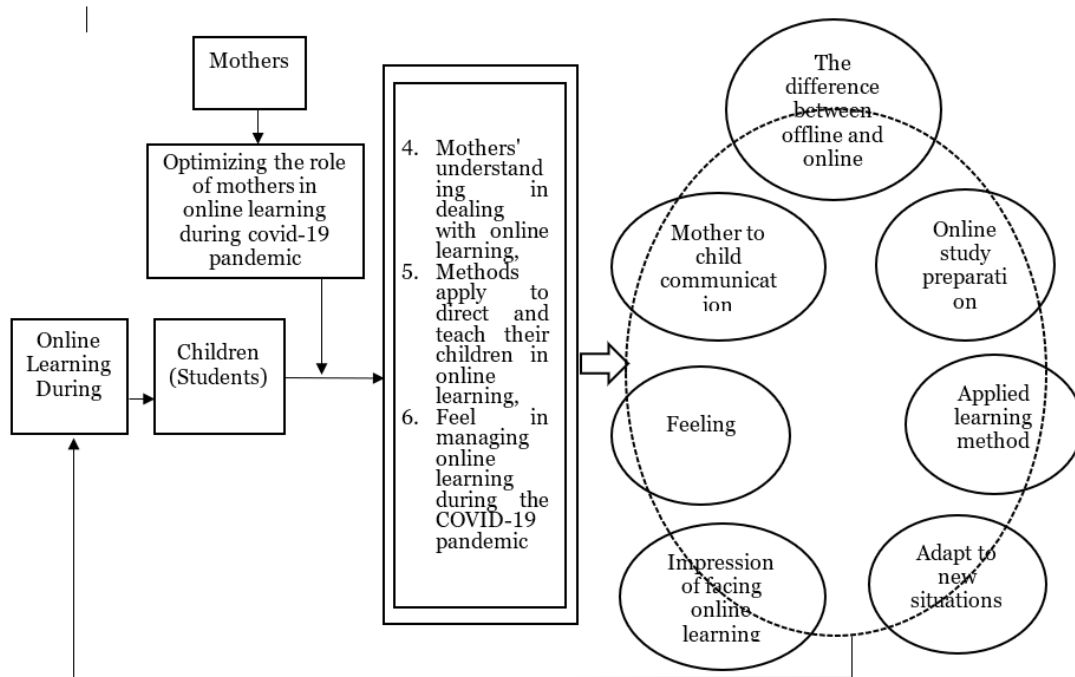 Mothers
Optimizing the role
of mothers in
online learning
during covid-19
pandemic
Online
Learning
During
Children
(Students)
4. Mothers'
understand
ing in
dealing
with online
learning,
5. Methods
apply to
direct and
teach their
children in
online
learning,
6. Feel in
managing
online
learning
during the
COVID-19
pandemic
The
difference
between
offline and
online
Mother to
child
communicat
ion
Online
study
preparati
on
Feeling
Applied
learning
method
Impression
of facing
online
learning
Adapt to
new
situations